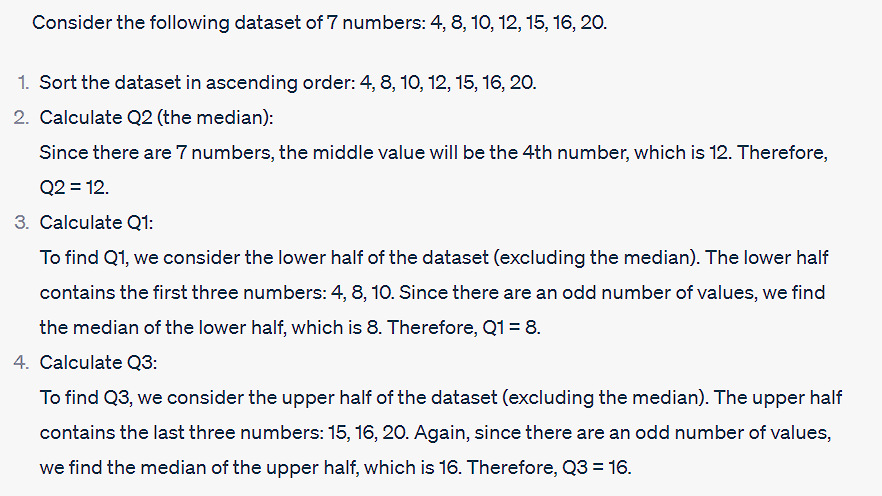 Consider the following dataset of 7 numbers: 4, 8, 10, 12, 15, 16, 20.
1. Sort the dataset in ascending order: 4, 8, 10, 12, 15, 16, 20.
2. Calculate Q2 (the median):
Since there are 7 numbers, the middle value will be the 4th number, which is 12. Therefore,
Q2 = 12.
3. Calculate Q1:
To find Q1, we consider the lower half of the dataset (excluding the median). The lower half
contains the first three numbers: 4, 8, 10. Since there are an odd number of values, we find
the median of the lower half, which is 8. Therefore, Q1 = 8.
4. Calculate Q3:
To find Q3, we consider the upper half of the dataset (excluding the median). The upper half
contains the last three numbers: 15, 16, 20. Again, since there are an odd number of values,
we find the median of the upper half, which is 16. Therefore, Q3 = 16.